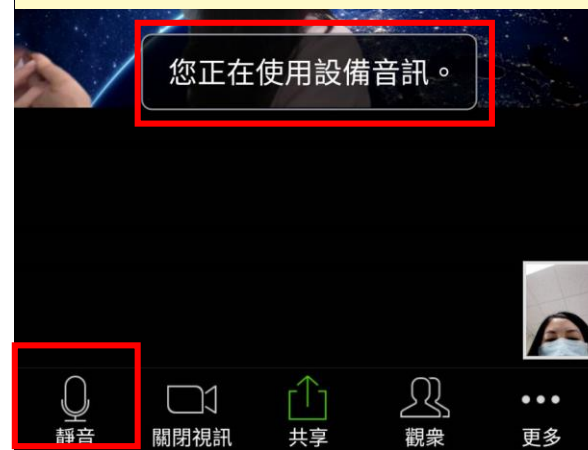 您正在使用設備音訊。
靜音
關閉視訊
共享
觀衆
更多